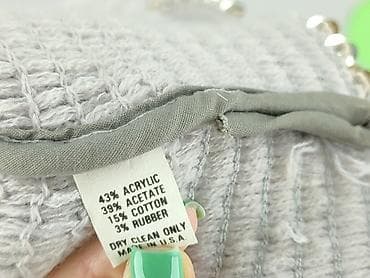 43% ACRYLIC
39% ACETATE
15% COTTON
3% RUBBER
DRY CLEAN ONLY
MADE IN U.S.A